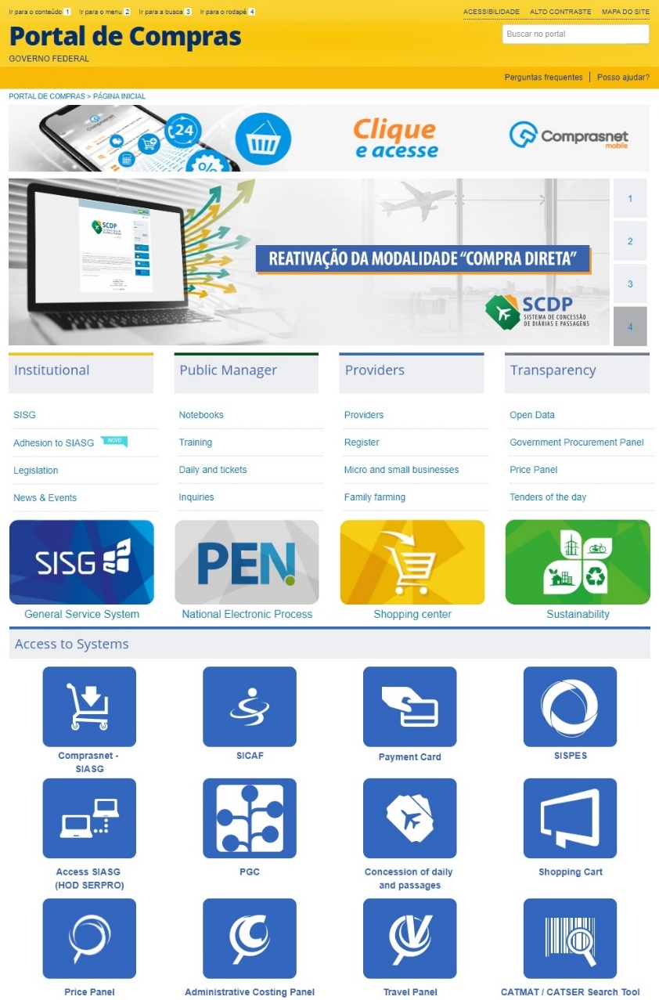 Ir para o conteúdo 1 Ir para o menu 2 Ir para a busca 3 Ir para o rodapé 4
ACESSIBILIDADE ALTO CONTRASTE MAPA DO SITE
Portal de Compras
Buscar no portal
GOVERNO FEDERAL
Perguntas frequentes | Posso ajudar?
PORTAL DE COMPRAS > PÁGINA INICIAL
Comprasnet
24
%
Clique
e acesse
Comprasnet
mobile
SCDP
REATIVAÇÃO DA MODALIDADE “COMPRA DIRETA”
SCDP
SISTEMA DE CONCESSÃO
DE DIÁRIAS E PASSAGENS
1
2
3
4
Institutional
SISG
Adhesion to SIASG NOVO
Legislation
News & Events
Public Manager
Notebooks
Training
Daily and tickets
Inquiries
Providers
Providers
Register
Micro and small businesses
Family farming
Transparency
Open Data
Government Procurement Panel
Price Panel
Tenders of the day
SISG
General Service System
PEN
National Electronic Process
Shopping center
Sustainability
Access to Systems
Comprasnet -
SIASG
SICAF
Payment Card
SISPES
Access SIASG
(HOD SERPRO)
PGC
Concession of daily
and passages
Shopping Cart
Price Panel
Administrative Costing Panel
Travel Panel
CATMAT / CATSER Search Tool